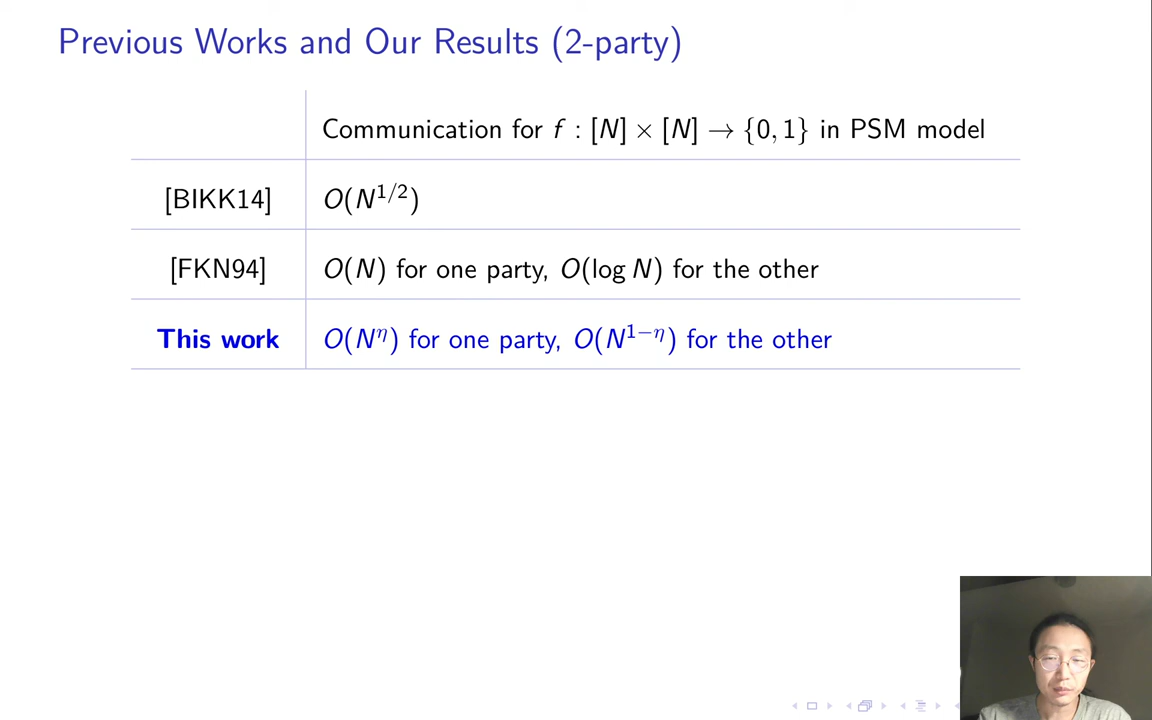 Previous Works and Our Results (2-party)
Communication for f : [N] × [N] → {0, 1} in PSM model
[BIKK14] O(N^{1/2})
[FKN94] O(N) for one party, O(log N) for the other
This work O(N^η) for one party, O(N^{1−η}) for the other